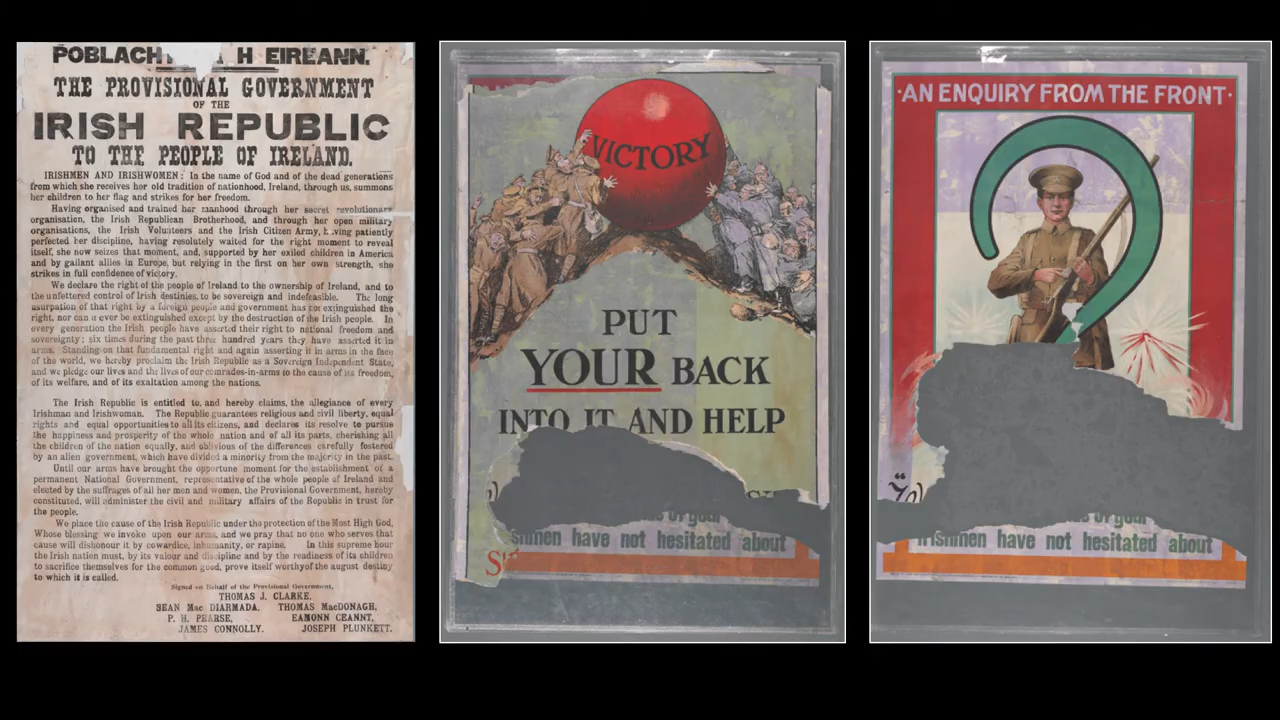 POBLACH H EIREANN.
THE PROVISIONAL GOVERNMENT
OF THE
IRISH REPUBLIC
TO THE PEOPLE OF IRELAND.
IRISHMEN AND IRISHWOMEN: In the name of God and of the dead generations
from which she receives her old tradition of nationhood, Ireland, through us, summons
her children to her flag and strikes for her freedom.
Having organised and trained her manhood through her secret revolutionary
organisation, the Irish Republican Brotherhood, and through her open military
organisations, the Irish Volunteers and the Irish Citizen Army, having patiently
perfected her discipline, having resolutely waited for the right moment to reveal
itself, she now seizes that moment, and, supported by her exiled children in America
and by gallant allies in Europe, but relying in the first on her own strength, she
strikes in full confidence of victory.
We declare the right of the people of Ireland to the ownership of Ireland, and to
the unfettered control of Irish destinies, to be sovereign and indefeasible. The long
usurpation of that right by a foreign people and government has not extinguished the
right, nor can it ever be extinguished except by the destruction of the Irish people. In
every generation the Irish people have asserted their right to national freedom and
sovereignty; six times during the past three hundred years they have asserted it in
arms. Standing on that fundamental right and again asserting it in arms in the face
of the world, we hereby proclaim the Irish Republic as a Sovereign Independent State,
and we pledge our lives and the lives of our comrades-in-arms to the cause of its freedom,
of its welfare, and of its exaltation among the nations.
The Irish Republic is entitled to, and hereby claims, the allegiance of every
Irishman and Irishwoman. The Republic guarantees religious and civil liberty, equal
rights and equal opportunities to all its citizens, and declares its resolve to pursue
the happiness and prosperity of the whole nation and of all its parts, cherishing all
the children of the nation equally, and oblivious of the differences carefully fostered
by an alien government, which have divided a minority from the majority in the past.
Until our arms have brought the opportune moment for the establishment of a
permanent National Government, representative of the whole people of Ireland and
elected by the suffrages of all her men and women, the Provisional Government, hereby
constituted, will administer the civil and military affairs of the Republic in trust for
the people.
We place the cause of the Irish Republic under the protection of the Most High God,
Whose blessing we invoke upon our arms, and we pray that no one who serves that
cause will dishonour it by cowardice, inhumanity, or rapine. In this supreme hour
the Irish nation must, by its valour and discipline and by the readiness of its children
to sacrifice themselves for the common good, prove itself worthy of the august destiny
to which it is called.
Signed on Behalf of the Provisional Government,
THOMAS J. CLARKE.
SEAN Mac DIARMADA. THOMAS MacDONAGH,
P. H. PEARSE, EAMONN CEANNT,
JAMES CONNOLLY. JOSEPH PLUNKETT.
VICTORY
PUT
YOUR BACK
INTO IT AND HELP
of your
shmen have not hesitated about
·AN ENQUIRY FROM THE FRONT·
of your
Irishmen have not hesitated about